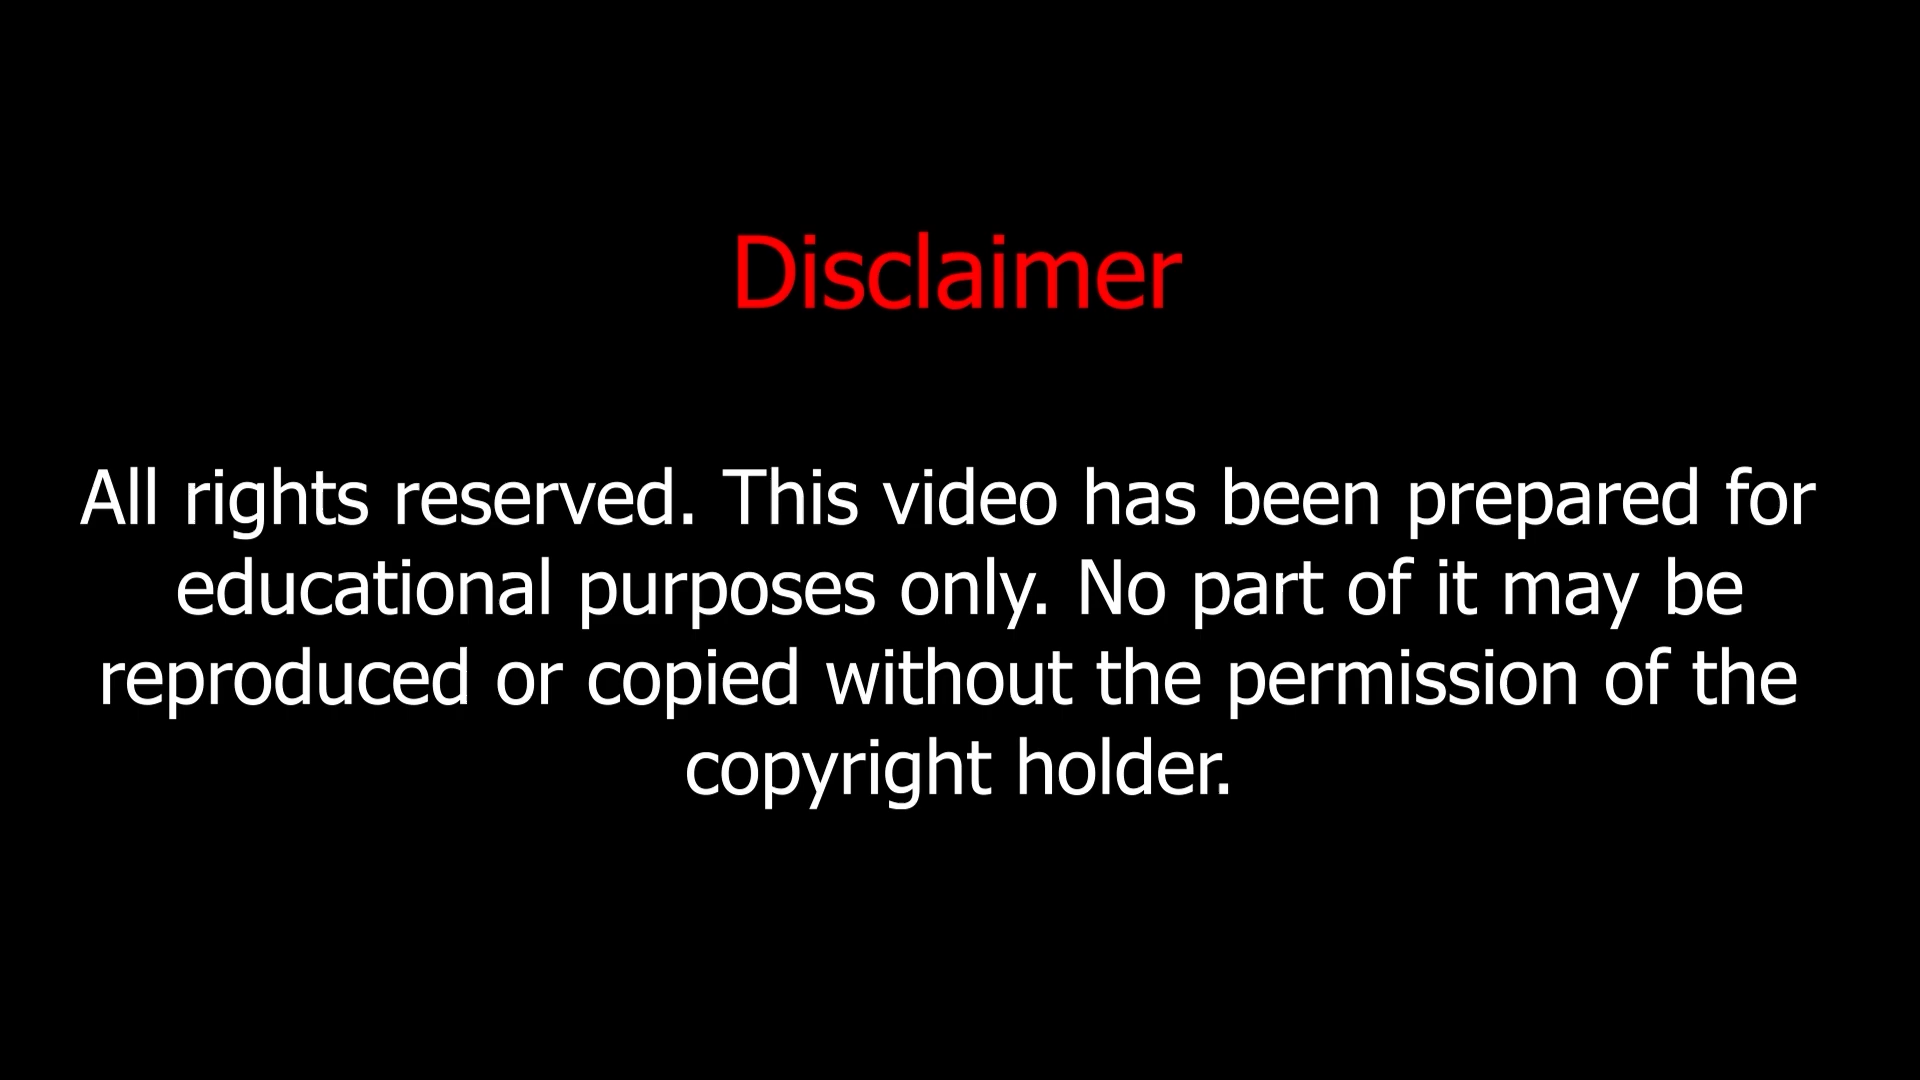 Disclaimer
All rights reserved. This video has been prepared for
educational purposes only. No part of it may be
reproduced or copied without the permission of the
copyright holder.